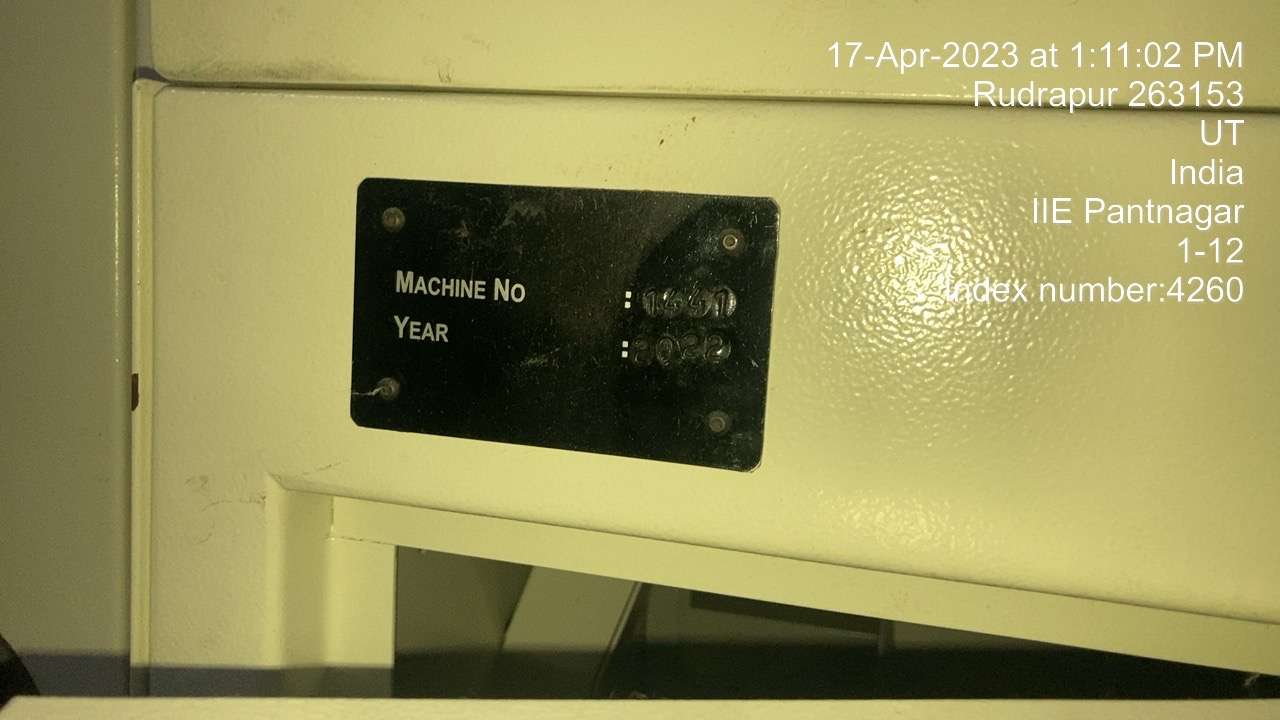 17-Apr-2023 at 1:11:02 PM
Rudrapur 263153
UT
India
IIE Pantnagar
1-12
Index number:4260
MACHINE NO :
YEAR :2022